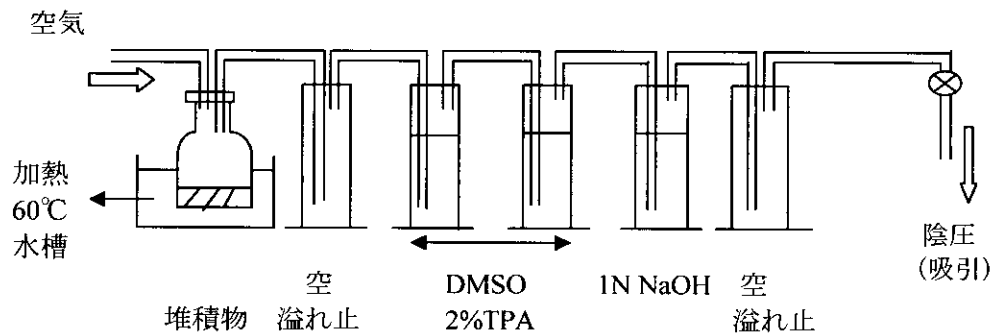 空気
加熱
60℃
水槽
堆積物
空
溢れ止
DMSO
2%TPA
1N NaOH
空
溢れ止
陰圧
(吸引)